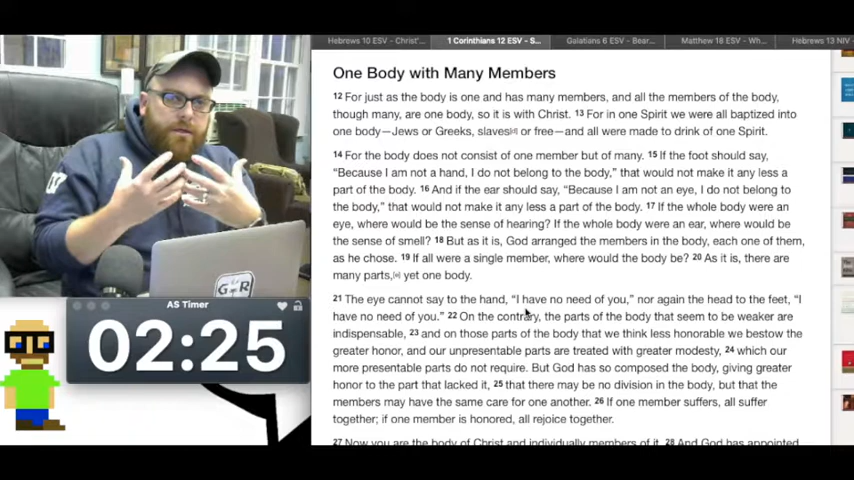 Hebrews 10 ESV - Christ'...
1 Corinthians 12 ESV - S...
Galatians 6 ESV - Bear...
Matthew 18 ESV - Wh...
Hebrews 13 NIV
One Body with Many Members
12 For just as the body is one and has many members, and all the members of the body,
though many, are one body, so it is with Christ. 13 For in one Spirit we were all baptized into
one body—Jews or Greeks, slaves or free—and all were made to drink of one Spirit.
14 For the body does not consist of one member but of many. 15 If the foot should say,
“Because I am not a hand, I do not belong to the body,” that would not make it any less a
part of the body. 16 And if the ear should say, “Because I am not an eye, I do not belong to
the body,” that would not make it any less a part of the body. 17 If the whole body were an
eye, where would be the sense of hearing? If the whole body were an ear, where would be
the sense of smell? 18 But as it is, God arranged the members in the body, each one of them,
as he chose. 19 If all were a single member, where would the body be? 20 As it is, there are
many parts, yet one body.
21 The eye cannot say to the hand, “I have no need of you,” nor again the head to the feet, “I
have no need of you.” 22 On the contrary, the parts of the body that seem to be weaker are
indispensable, 23 and on those parts of the body that we think less honorable we bestow the
greater honor, and our unpresentable parts are treated with greater modesty, 24 which our
more presentable parts do not require. But God has so composed the body, giving greater
honor to the part that lacked it, 25 that there may be no division in the body, but that the
members may have the same care for one another. 26 If one member suffers, all suffer
together; if one member is honored, all rejoice together.
27 Now you are the body of Christ and individually members of it. 28 And God has appointed
G R
AS Timer
02:25